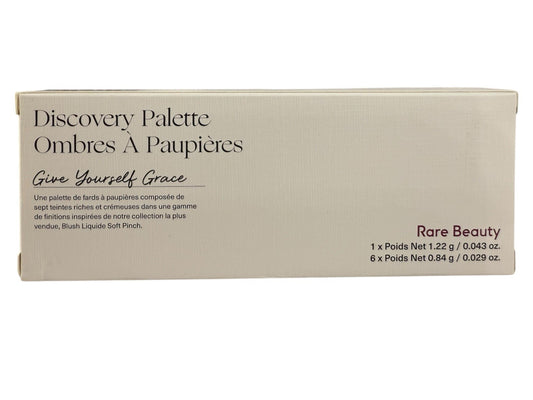 Discovery Palette
Ombres À Paupières
Give Yourself Grace
Une palette de fards à paupières composée de
sept teintes riches et crémeuses dans une gamme
de finitions inspirées de notre collection la plus
vendue, Blush Liquide Soft Pinch.
Rare Beauty
1 x Poids Net 1.22 g / 0.043 oz.
6 x Poids Net 0.84 g / 0.029 oz.